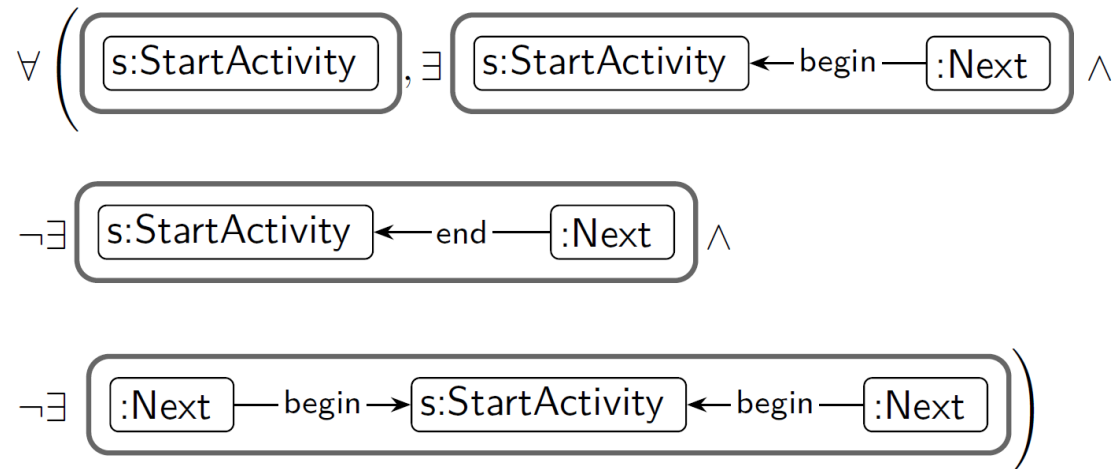 ∀ ( s:StartActivity , ∃ s:StartActivity begin :Next ∧
¬∃ s:StartActivity end :Next ∧
¬∃ :Next begin s:StartActivity begin :Next )